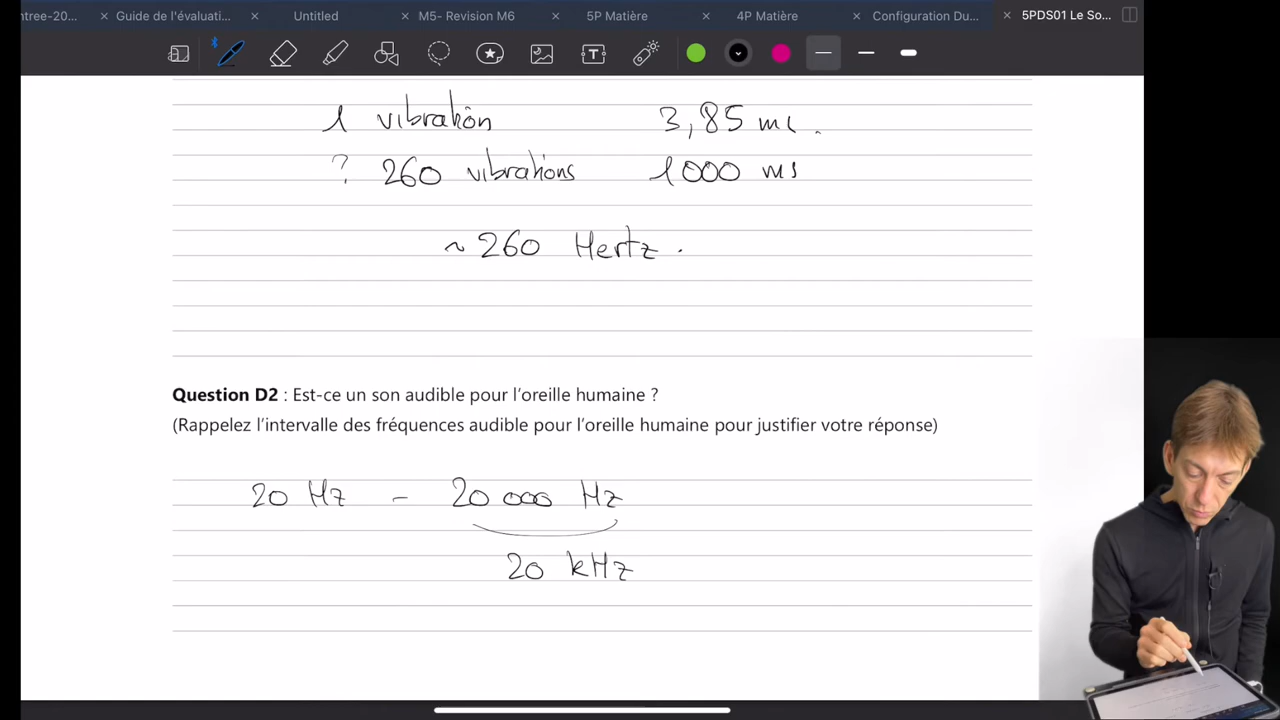 ntree-20...
Guide de l'évaluati...
Untitled
M5- Revision M6
5P Matière
4P Matière
Configuration Du...
5PDS01 Le So...
1 vibration 3,85 ms.
? 260 vibrations 1000 ms
~ 260 Hertz.
Question D2 : Est-ce un son audible pour l'oreille humaine ?
(Rappelez l'intervalle des fréquences audible pour l'oreille humaine pour justifier votre réponse)
20 Hz - 20 000 Hz
20 kHz